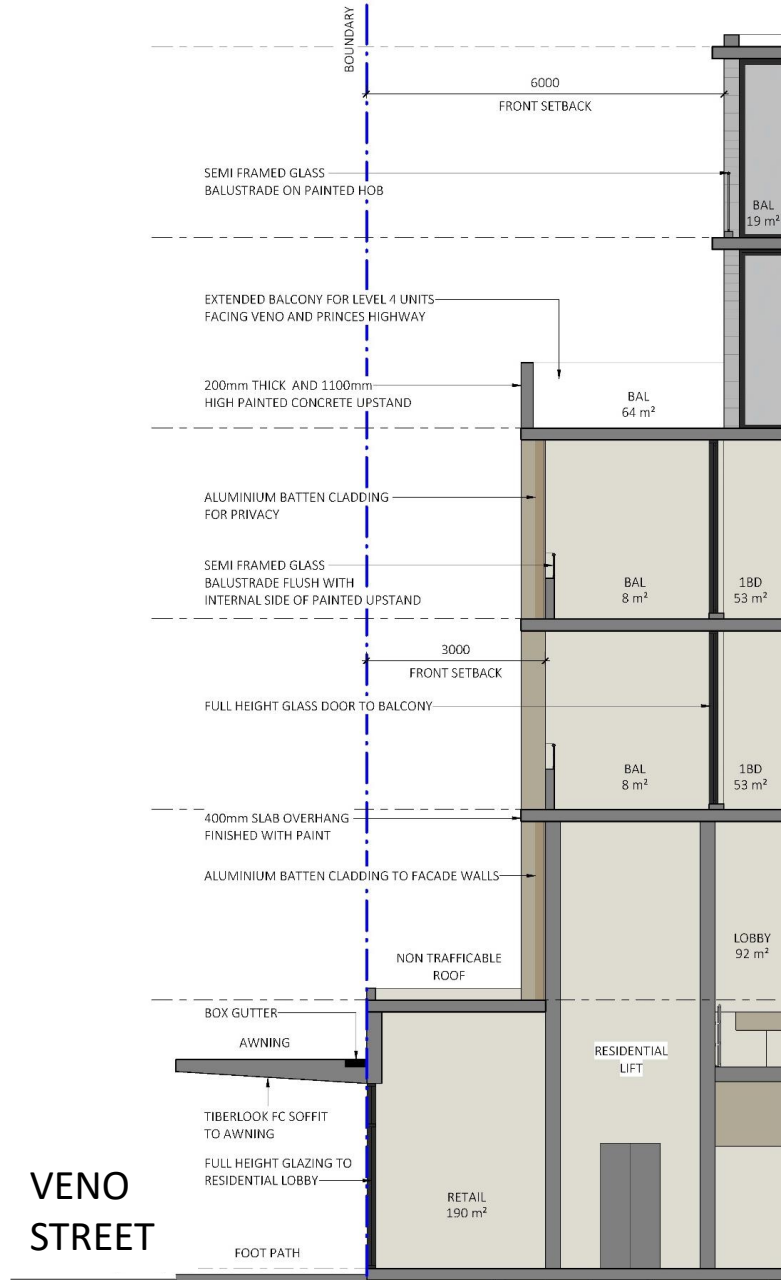 BOUNDARY
6000
FRONT SETBACK
SEMI FRAMED GLASS
BALUSTRADE ON PAINTED HOB
BAL
19 m²
EXTENDED BALCONY FOR LEVEL 4 UNITS
FACING VENO AND PRINCES HIGHWAY
200mm THICK AND 1100mm
HIGH PAINTED CONCRETE UPSTAND
BAL
64 m²
ALUMINIUM BATTEN CLADDING
FOR PRIVACY
SEMI FRAMED GLASS
BALUSTRADE FLUSH WITH
INTERNAL SIDE OF PAINTED UPSTAND
BAL
8 m²
1BD
53 m²
3000
FRONT SETBACK
FULL HEIGHT GLASS DOOR TO BALCONY
BAL
8 m²
1BD
53 m²
400mm SLAB OVERHANG
FINISHED WITH PAINT
ALUMINIUM BATTEN CLADDING TO FACADE WALLS
LOBBY
92 m²
NON TRAFFICABLE
ROOF
BOX GUTTER
AWNING
RESIDENTIAL
LIFT
TIBERLOOK FC SOFFIT
TO AWNING
FULL HEIGHT GLAZING TO
RESIDENTIAL LOBBY
RETAIL
190 m²
VENO
STREET
FOOT PATH